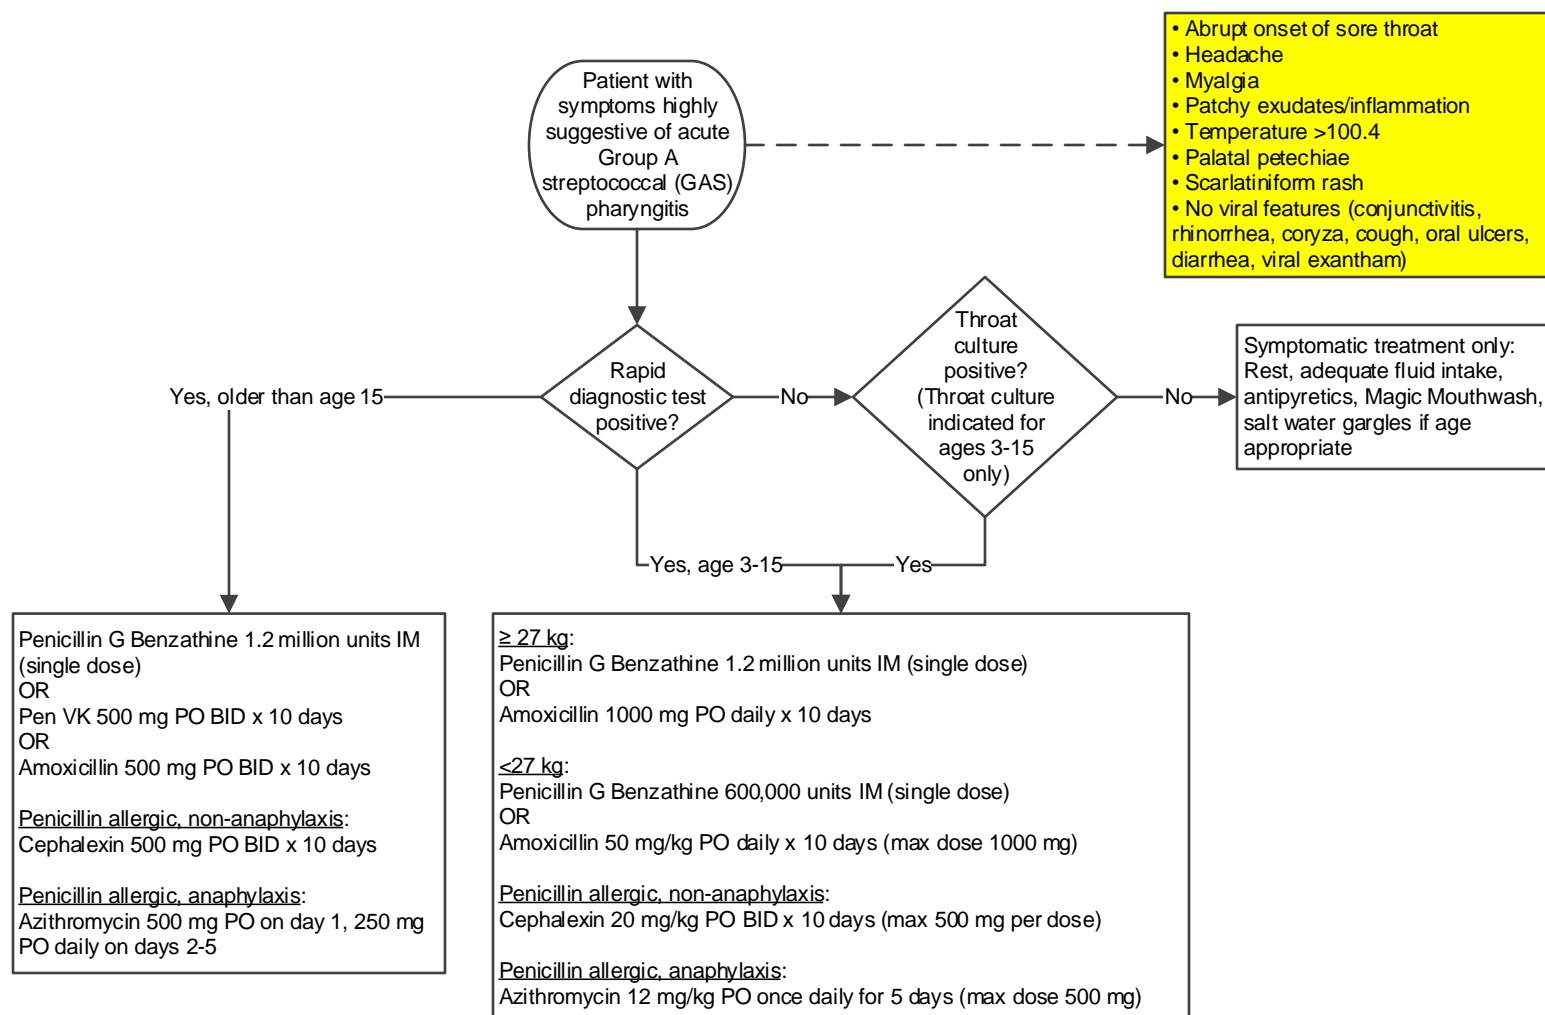 Patient with
symptoms highly
suggestive of acute
Group A
streptococcal (GAS)
pharyngitis
• Abrupt onset of sore throat
• Headache
• Myalgia
• Patchy exudates/inflammation
• Temperature >100.4
• Palatal petechiae
• Scarlatiniform rash
• No viral features (conjunctivitis,
rhinorrhea, coryza, cough, oral ulcers,
diarrhea, viral exantham)
Yes, older than age 15
Rapid
diagnostic test
positive?
No
Throat
culture
positive?
(Throat culture
indicated for
ages 3-15
only)
No
Symptomatic treatment only:
Rest, adequate fluid intake,
antipyretics, Magic Mouthwash,
salt water gargles if age
appropriate
Yes, age 3-15
Yes
Penicillin G Benzathine 1.2 million units IM
(single dose)
OR
Pen VK 500 mg PO BID x 10 days
OR
Amoxicillin 500 mg PO BID x 10 days
Penicillin allergic, non-anaphylaxis:
Cephalexin 500 mg PO BID x 10 days
Penicillin allergic, anaphylaxis:
Azithromycin 500 mg PO on day 1, 250 mg
PO daily on days 2-5
≥ 27 kg:
Penicillin G Benzathine 1.2 million units IM (single dose)
OR
Amoxicillin 1000 mg PO daily x 10 days
<27 kg:
Penicillin G Benzathine 600,000 units IM (single dose)
OR
Amoxicillin 50 mg/kg PO daily x 10 days (max dose 1000 mg)
Penicillin allergic, non-anaphylaxis:
Cephalexin 20 mg/kg PO BID x 10 days (max 500 mg per dose)
Penicillin allergic, anaphylaxis:
Azithromycin 12 mg/kg PO once daily for 5 days (max dose 500 mg)